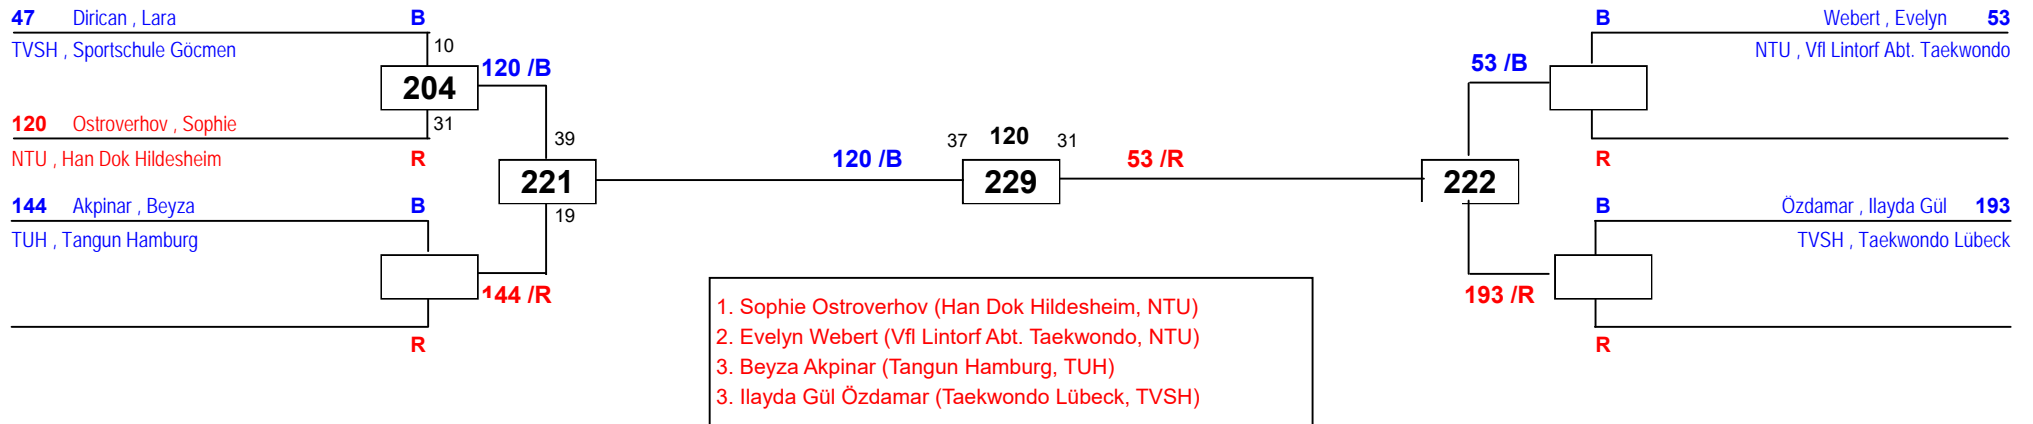 47 Dirican , Lara B
TVSH , Sportschule Göcmen
10
204
120 /B
31
120 Ostroverhov , Sophie
NTU , Han Dok Hildesheim R
39
221
19
144 Akpinar , Beyza B
TUH , Tangun Hamburg
144 /R
R
120 /B
37 120 31
229
53 /R
1. Sophie Ostroverhov (Han Dok Hildesheim, NTU)
2. Evelyn Webert (Vfl Lintorf Abt. Taekwondo, NTU)
3. Beyza Akpinar (Tangun Hamburg, TUH)
3. Ilayda Gül Özdamar (Taekwondo Lübeck, TVSH)
B Webert , Evelyn 53
NTU , Vfl Lintorf Abt. Taekwondo
53 /B
R
222
B Özdamar , Ilayda Gül 193
TVSH , Taekwondo Lübeck
193 /R
R